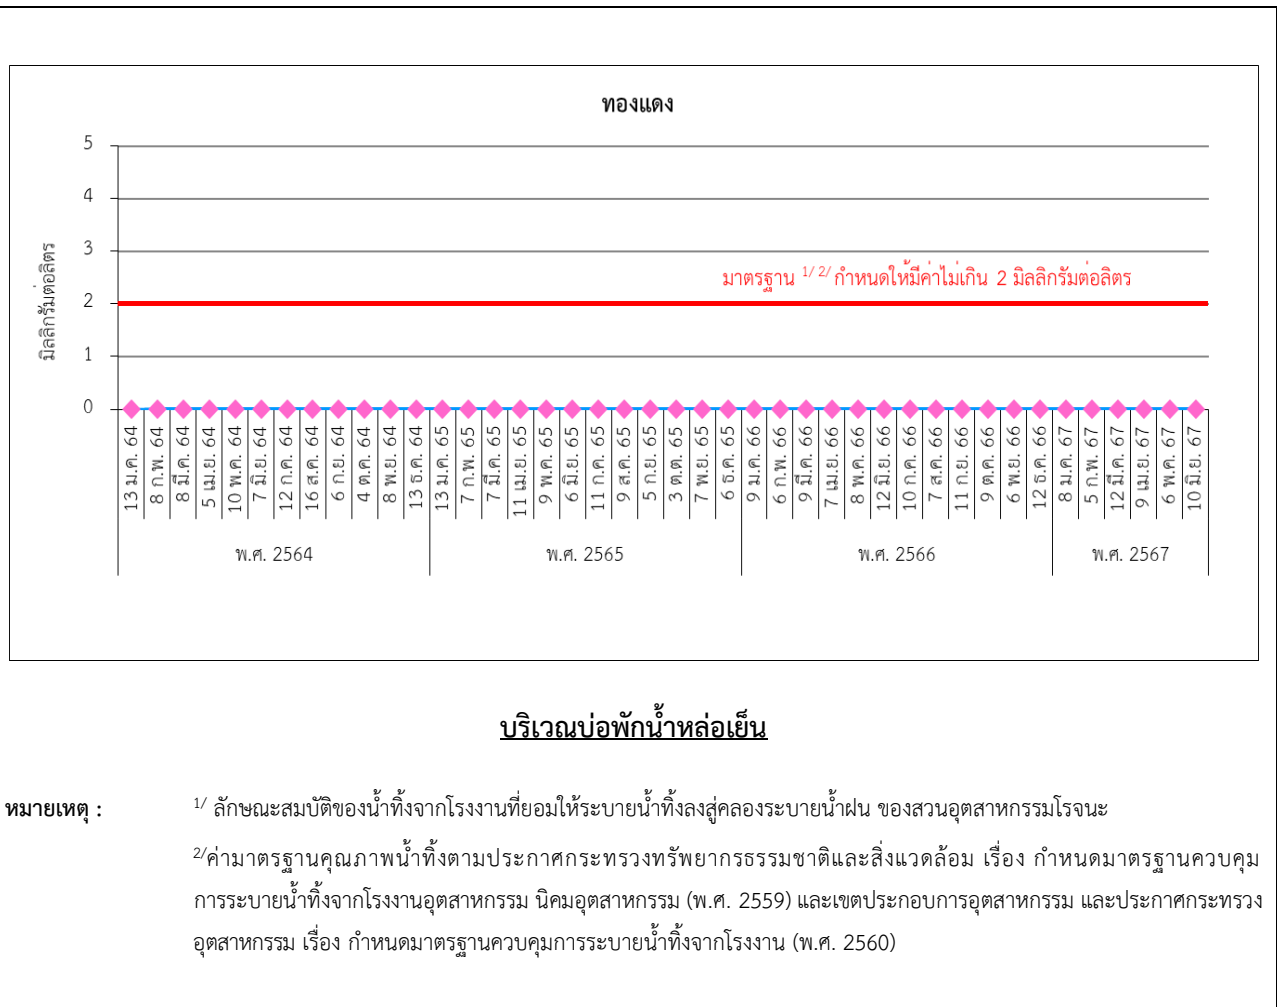 ทองแดง
5
4
3
2
1
0
มิลลิกรัมต่อลิตร
มาตรฐาน 1/ 2/ กำหนดให้มีค่าไม่เกิน 2 มิลลิกรัมต่อลิตร
13 ม.ค. 64
8 ก.พ. 64
8 มี.ค. 64
5 เม.ย. 64
10 พ.ค. 64
7 มิ.ย. 64
12 ก.ค. 64
16 ส.ค. 64
6 ก.ย. 64
4 ต.ค. 64
8 พ.ย. 64
13 ธ.ค. 64
13 ม.ค. 65
7 ก.พ. 65
7 มี.ค. 65
11 เม.ย. 65
9 พ.ค. 65
6 มิ.ย. 65
11 ก.ค. 65
9 ส.ค. 65
5 ก.ย. 65
3 ต.ต. 65
7 พ.ย. 65
6 ธ.ค. 65
9 ม.ค. 66
6 ก.พ. 66
9 มี.ค. 66
7 เม.ย. 66
8 พ.ค. 66
12 มิ.ย. 66
10 ก.ค. 66
7 ส.ค. 66
11 ก.ย. 66
9 ต.ค. 66
6 พ.ย. 66
12 ธ.ค. 66
8 ม.ค. 67
5 ก.พ. 67
12 มี.ค. 67
9 เม.ย. 67
6 พ.ค. 67
10 มิ.ย. 67
พ.ศ. 2564
พ.ศ. 2565
พ.ศ. 2566
พ.ศ. 2567
บริเวณบ่อพักน้ำหล่อเย็น
หมายเหตุ : 1/ ลักษณะสมบัติของน้ำทิ้งจากโรงงานที่ยอมให้ระบายน้ำทิ้งลงสู่คลองระบายน้ำฝน ของสวนอุตสาหกรรมโรจนะ
2/ค่ามาตรฐานคุณภาพน้ำทิ้งตามประกาศกระทรวงทรัพยากรธรรมชาติและสิ่งแวดล้อม เรื่อง กำหนดมาตรฐานควบคุม
การระบายน้ำทิ้งจากโรงงานอุตสาหกรรม นิคมอุตสาหกรรม (พ.ศ. 2559) และเขตประกอบการอุตสาหกรรม และประกาศกระทรวง
อุตสาหกรรม เรื่อง กำหนดมาตรฐานควบคุมการระบายน้ำทิ้งจากโรงงาน (พ.ศ. 2560)